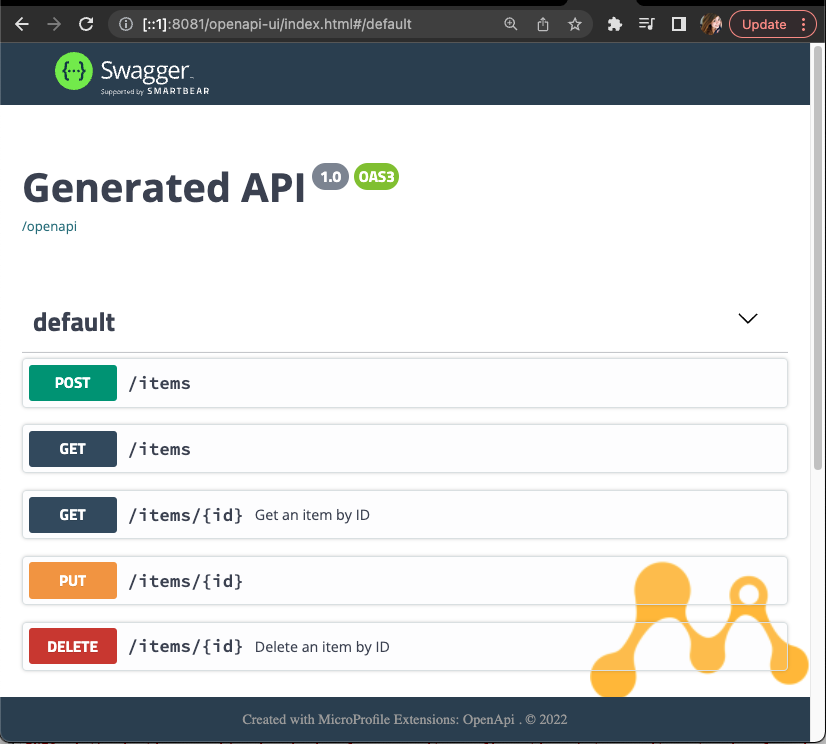 [::1]:8081/openapi-ui/index.html#/default
Update
{···} Swagger
Supported by SMARTBEAR
Generated API 1.0 OAS3
/openapi
default
POST /items
GET /items
GET /items/{id} Get an item by ID
PUT /items/{id}
DELETE /items/{id} Delete an item by ID
Created with MicroProfile Extensions: OpenApi . © 2022